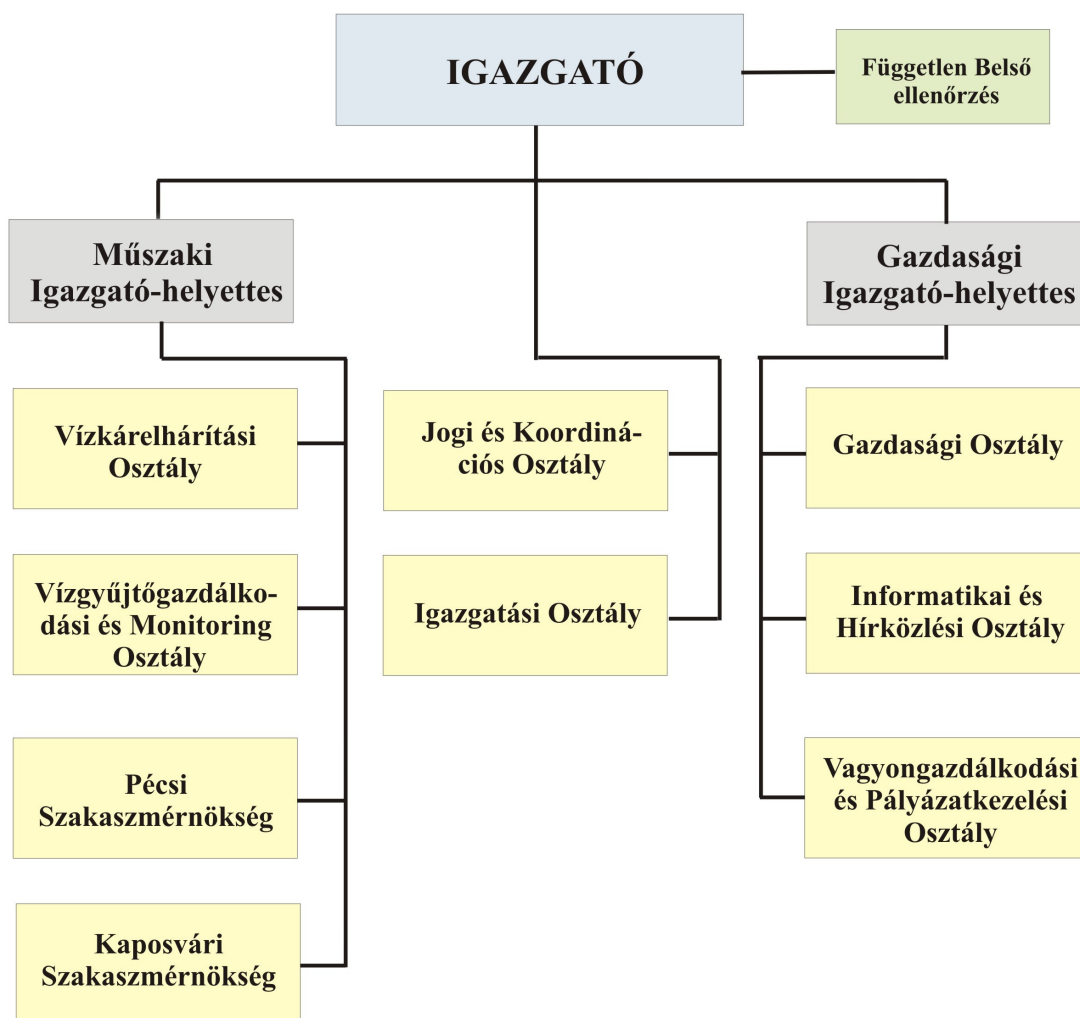 IGAZGATÓ
Független Belső
ellenőrzés
Műszaki
Igazgató-helyettes
Gazdasági
Igazgató-helyettes
Vízkárelhárítási
Osztály
Jogi és Koordiná-
ciós Osztály
Gazdasági Osztály
Vízgyűjtőgazdálko-
dási és Monitoring
Osztály
Igazgatási Osztály
Informatikai és
Hírközlési Osztály
Pécsi
Szakaszmérnökség
Vagyongazdálkodási
és Pályázatkezelési
Osztály
Kaposvári
Szakaszmérnökség